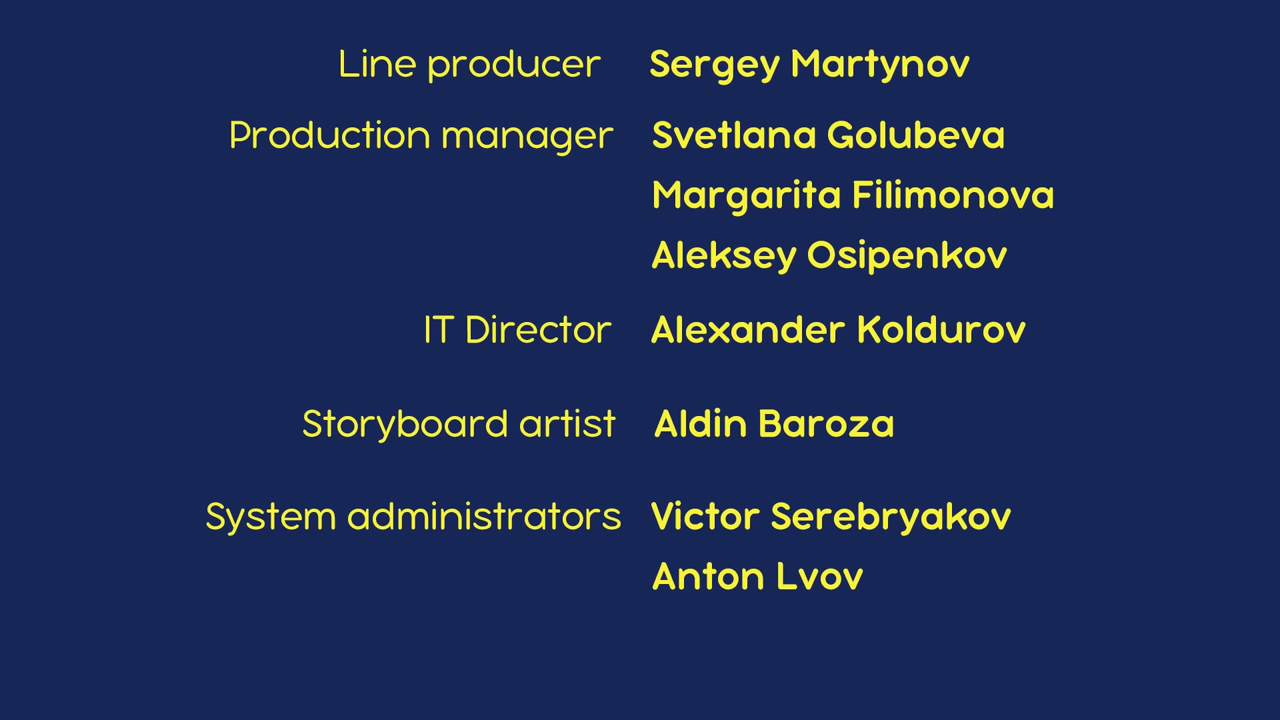 Line producer Sergey Martynov
Production manager Svetlana Golubeva
Margarita Filimonova
Aleksey Osipenkov
IT Director Alexander Koldurov
Storyboard artist Aldin Baroza
System administrators Victor Serebryakov
Anton Lvov